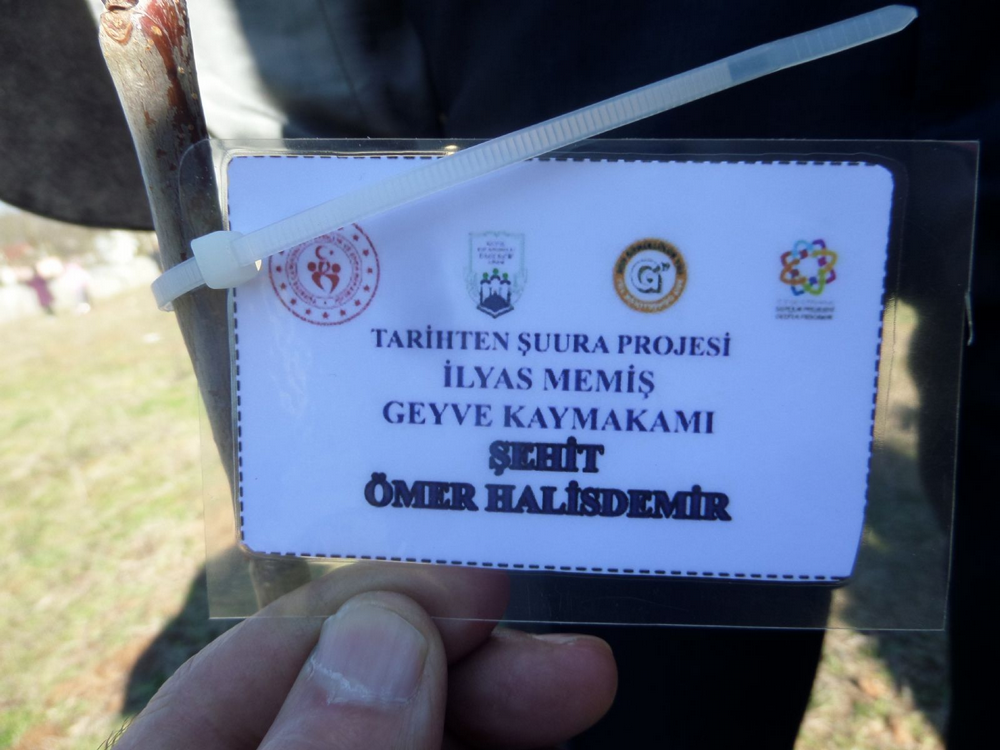 TARİHTEN ŞUURA PROJESİ
İLYAS MEMİŞ
GEYVE KAYMAKAMI
ŞEHİT
ÖMER HALİSDEMİR